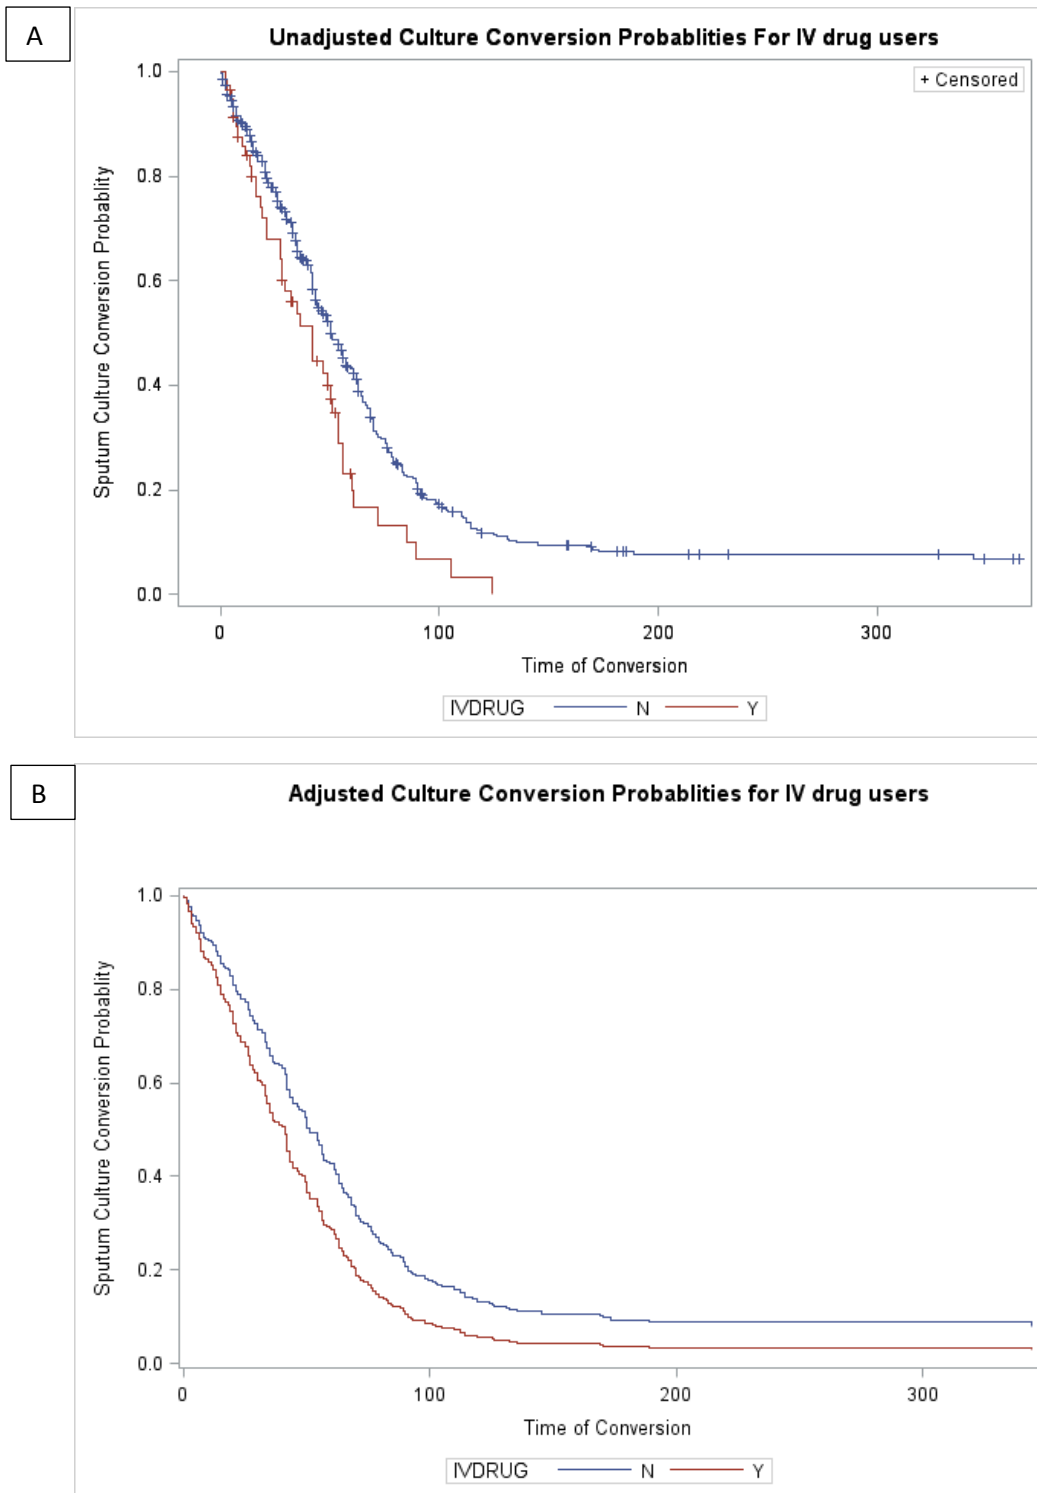 A
Unadjusted Culture Conversion Probablities For IV drug users
+ Censored
1.0
0.8
0.6
0.4
0.2
0.0
Sputum Culture Conversion Probablity
0 100 200 300
Time of Conversion
IVDRUG N Y
B
Adjusted Culture Conversion Probablities for IV drug users
1.0
0.8
0.6
0.4
0.2
0.0
Sputum Culture Conversion Probablity
0 100 200 300
Time of Conversion
IVDRUG N Y